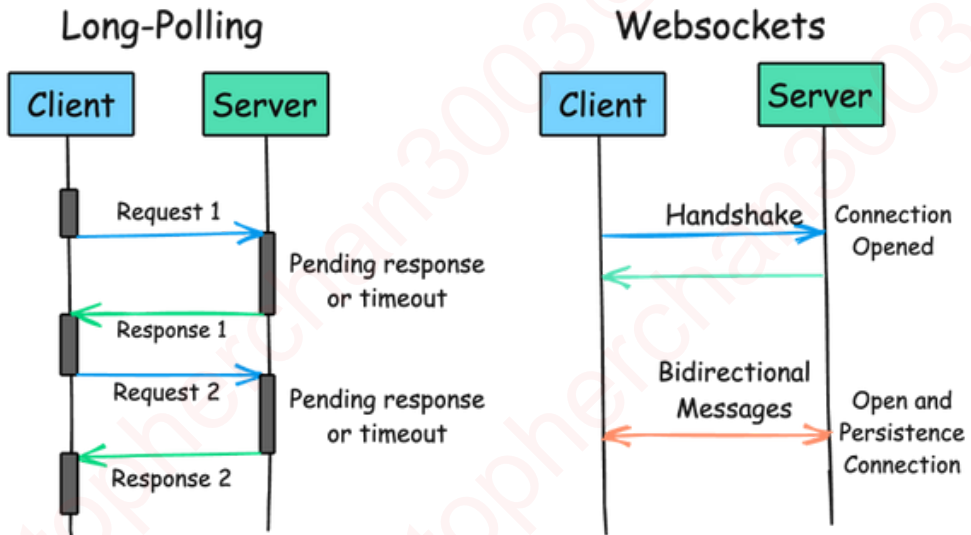 Long-Polling
Client
Server
Request 1
Pending response
or timeout
Response 1
Request 2
Pending response
or timeout
Response 2
Websockets
Client
Server
Handshake
Connection
Opened
Bidirectional
Messages
Open and
Persistence
Connection